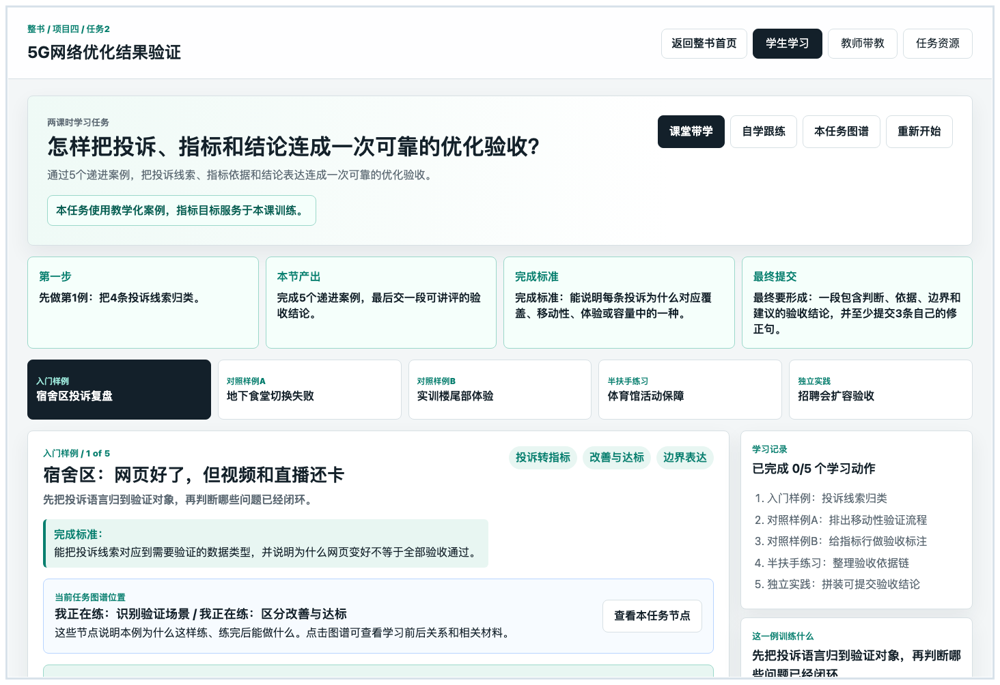 整书 / 项目四 / 任务2
5G网络优化结果验证
返回整书首页
学生学习
教师带教
任务资源
两课时学习任务
怎样把投诉、指标和结论连成一次可靠的优化验收?
通过5个递进案例，把投诉线索、指标依据和结论表达连成一次可靠的优化验收。
本任务使用教学化案例，指标目标服务于本课训练。
课堂带学
自学跟练
本任务图谱
重新开始
第一步
先做第1例：把4条投诉线索归类。
本节产出
完成5个递进案例，最后交一段可讲评的验
收结论。
完成标准
完成标准：能说明每条投诉为什么对应覆
盖、移动性、体验或容量中的一种。
最终提交
最终要形成：一段包含判断、依据、边界和
建议的验收结论，并至少提交3条自己的修
正句。
入门样例
宿舍区投诉复盘
对照样例A
地下食堂切换失败
对照样例B
实训楼尾部体验
半扶手练习
体育馆活动保障
独立实践
招聘会扩容验收
入门样例 / 1 of 5
宿舍区：网页好了，但视频和直播还卡
先把投诉语言归到验证对象，再判断哪些问题已经闭环。
投诉转指标
改善与达标
边界表达
完成标准：
能把投诉线索对应到需要验证的数据类型，并说明为什么网页变好不等于全部验收通过。
当前任务图谱位置
我正在练：识别验证场景 / 我正在练：区分改善与达标
这些节点说明本例为什么这样练、练完后能做什么。点击图谱可查看学习前后关系和相关材料。
查看本任务节点
学习记录
已完成 0/5 个学习动作
1. 入门样例：投诉线索归类
2. 对照样例A：排出移动性验证流程
3. 对照样例B：给指标行做验收标注
4. 半扶手练习：整理验收依据链
5. 独立实践：拼装可提交验收结论
这一例训练什么
先把投诉语言归到验证对象，再判断哪
些问题已经闭环